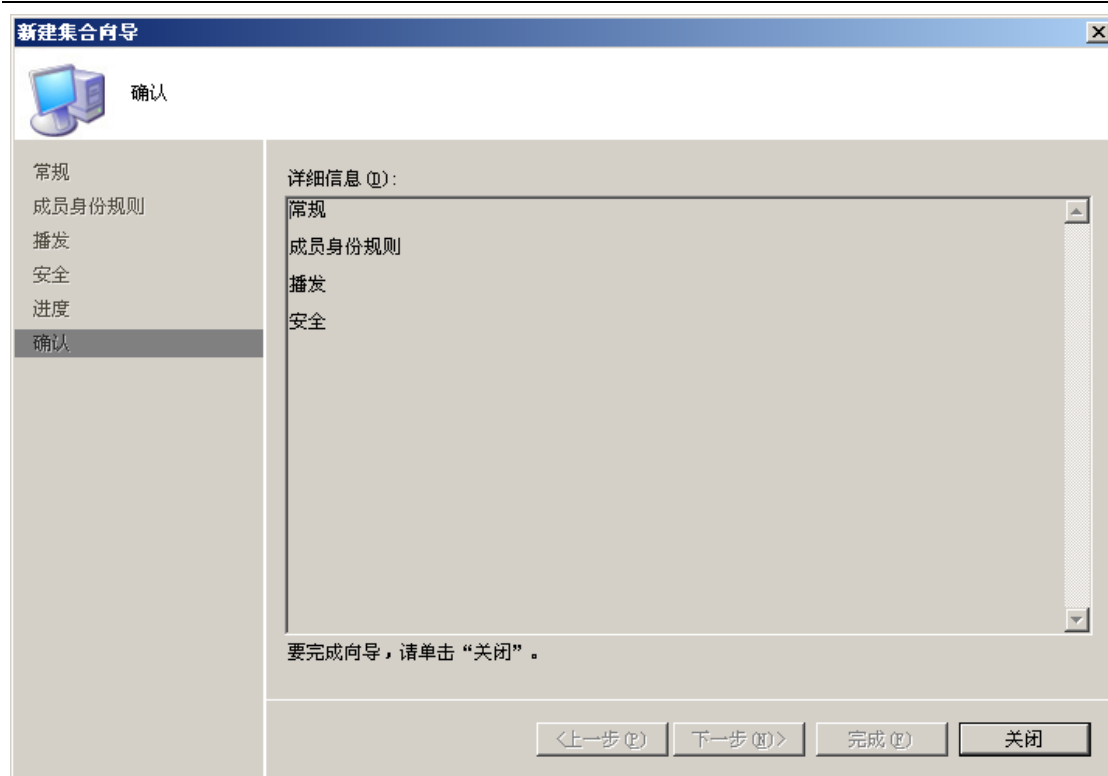 新建集合向导
确认
常规
成员身份规则
播发
安全
进度
确认
详细信息(D):
常规
成员身份规则
播发
安全
要完成向导，请单击“关闭”。
<上一步(P)
下一步(N)>
完成(F)
关闭